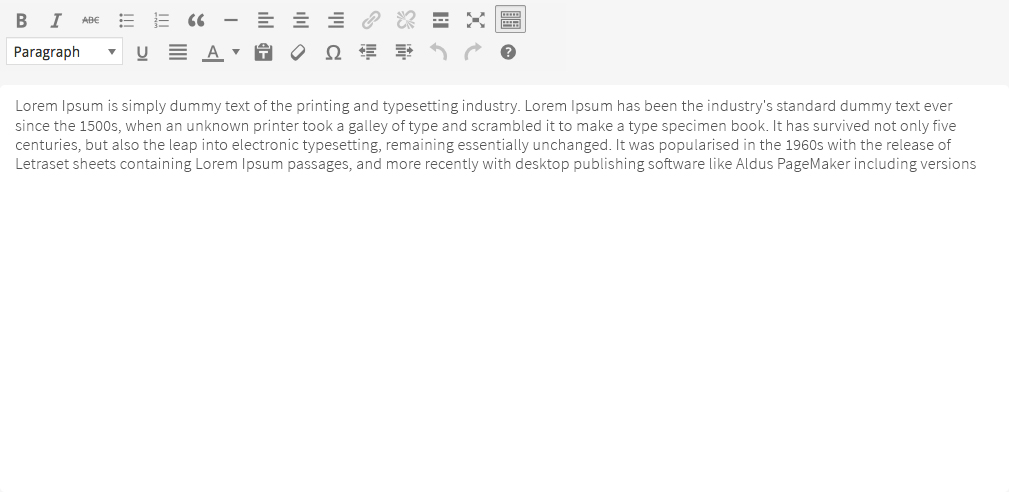 B I ABC
Paragraph U A
Lorem Ipsum is simply dummy text of the printing and typesetting industry. Lorem Ipsum has been the industry's standard dummy text ever
since the 1500s, when an unknown printer took a galley of type and scrambled it to make a type specimen book. It has survived not only five
centuries, but also the leap into electronic typesetting, remaining essentially unchanged. It was popularised in the 1960s with the release of
Letraset sheets containing Lorem Ipsum passages, and more recently with desktop publishing software like Aldus PageMaker including versions